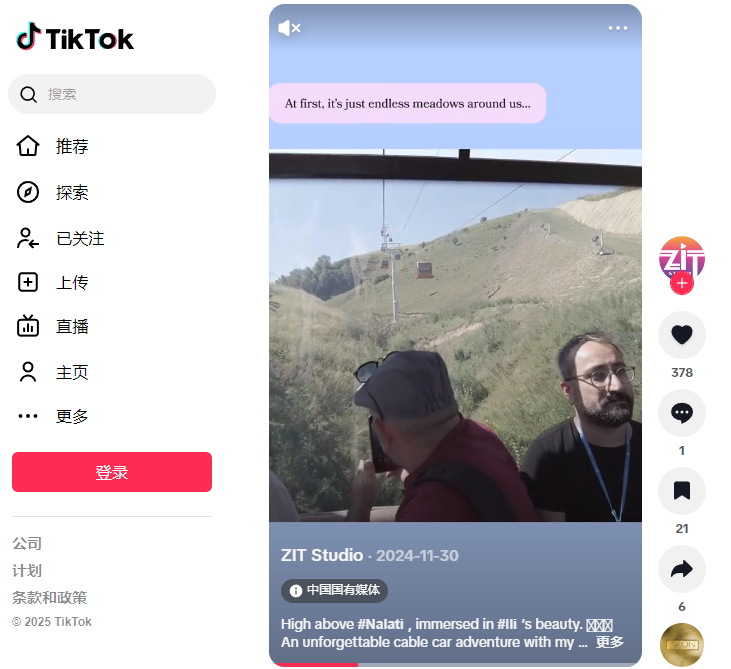 TikTok
搜索
推荐
探索
已关注
上传
直播
主页
更多
登录
公司
计划
条款和政策
© 2025 TikTok
At first, it's just endless meadows around us...
ZIT Studio · 2024-11-30
中国国有媒体
High above #Nalati , immersed in #Ili 's beauty.
An unforgettable cable car adventure with my ... 更多
ZIT
378
1
21
6